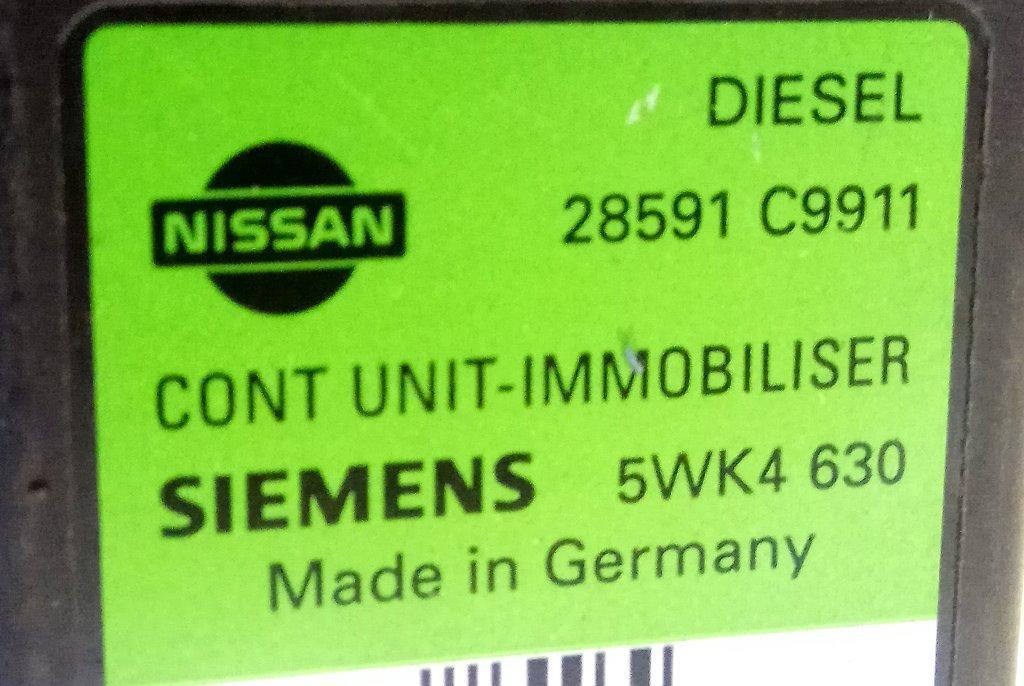 DIESEL
NISSAN
28591 C9911
CONT UNIT-IMMOBILISER
SIEMENS 5WK4 630
Made in Germany